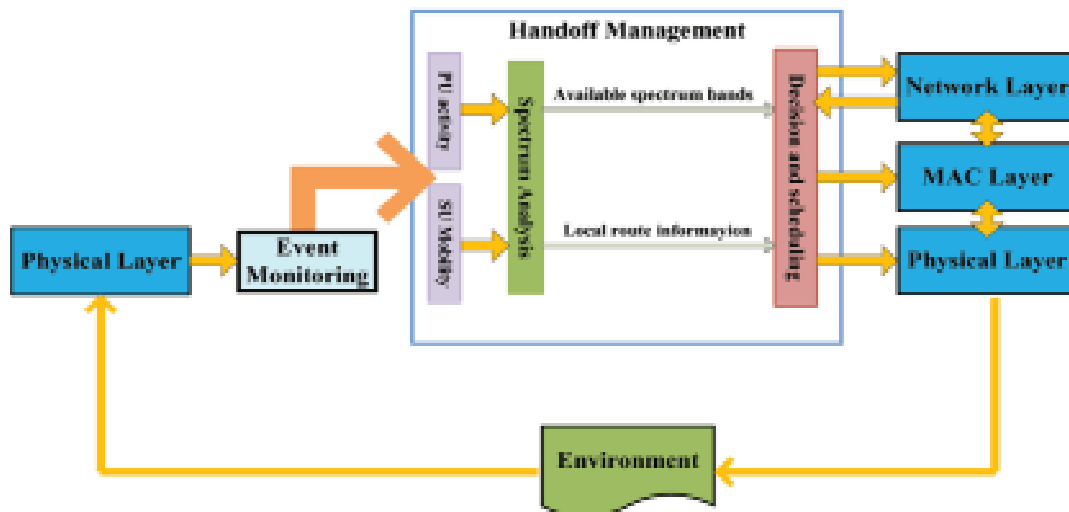 Handoff Management
PU activity
SU Mobility
Spectrum Analysis
Available spectrum bands
Local route informayion
Decision and scheduling
Network Layer
MAC Layer
Physical Layer
Physical Layer
Event
Monitoring
Environment